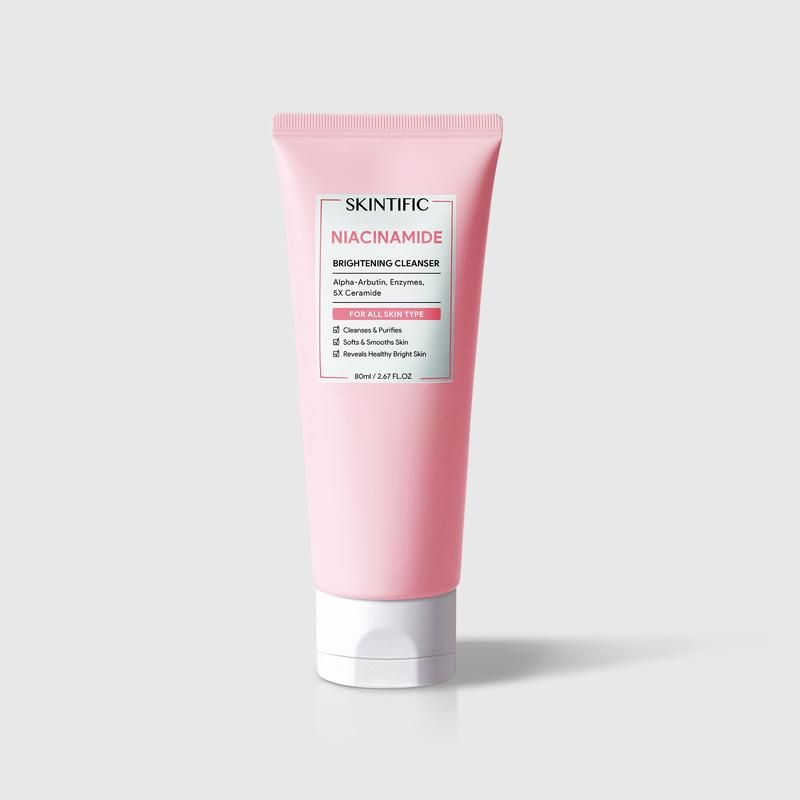 SKINTIFIC
NIACINAMIDE
BRIGHTENING CLEANSER
Alpha-Arbutin, Enzymes,
5X Ceramide
FOR ALL SKIN TYPE
Cleanses & Purifies
Softs & Smooths Skin
Reveals Healthy Bright Skin
80ml / 2.67 FL.OZ